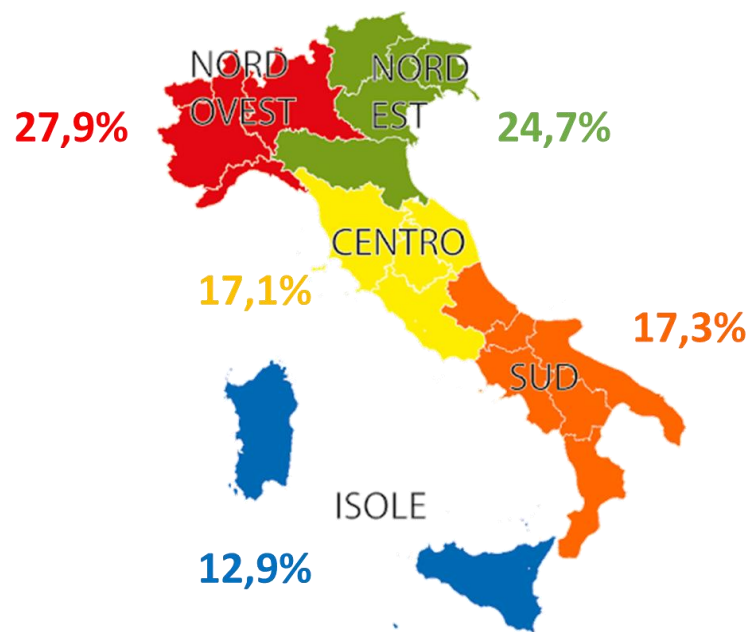 NORD
OVEST
NORD
EST
27,9%
24,7%
CENTRO
17,1%
17,3%
SUD
ISOLE
12,9%